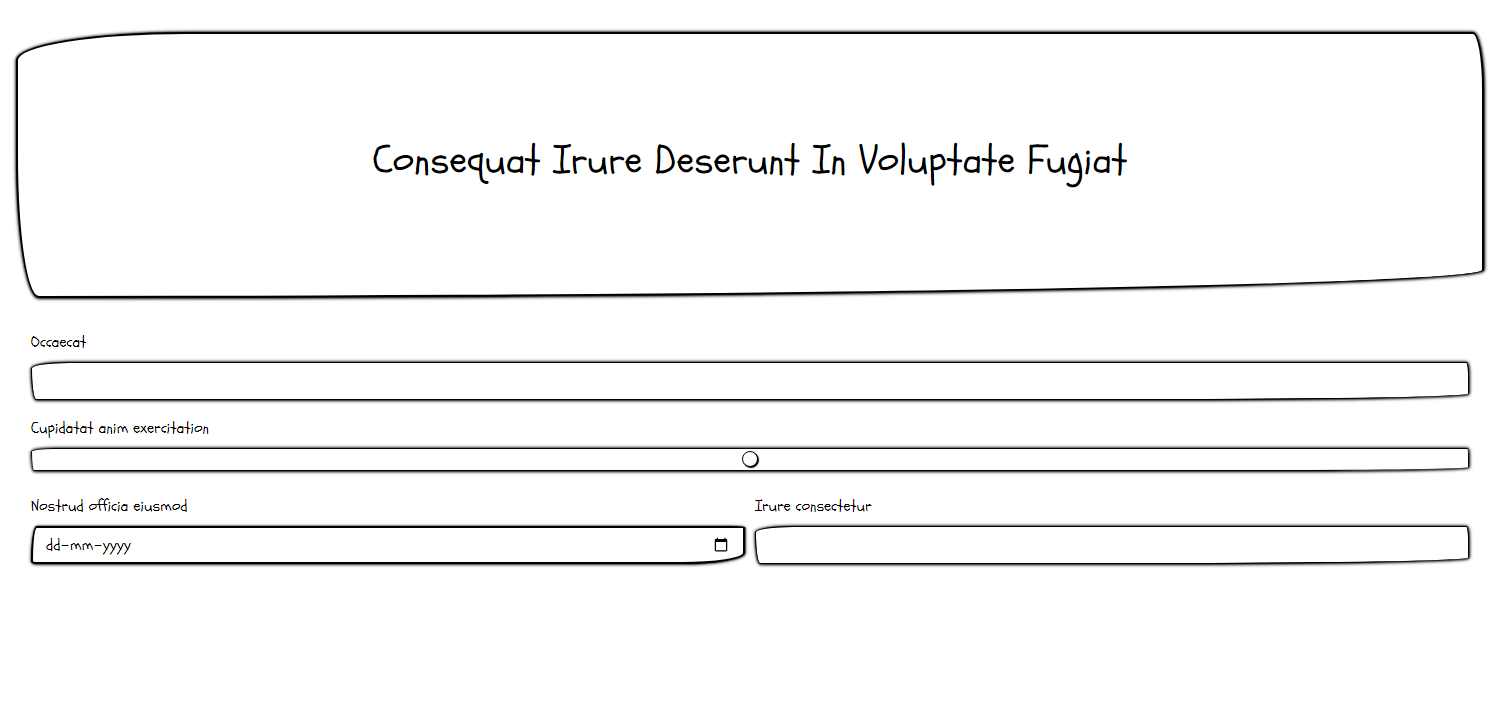 Consequat Irure Deserunt In Voluptate Fugiat
Occaecat
Cupidatat anim exercitation
Nostrud officia eiusmod
Irure consectetur
dd-mm-yyyy